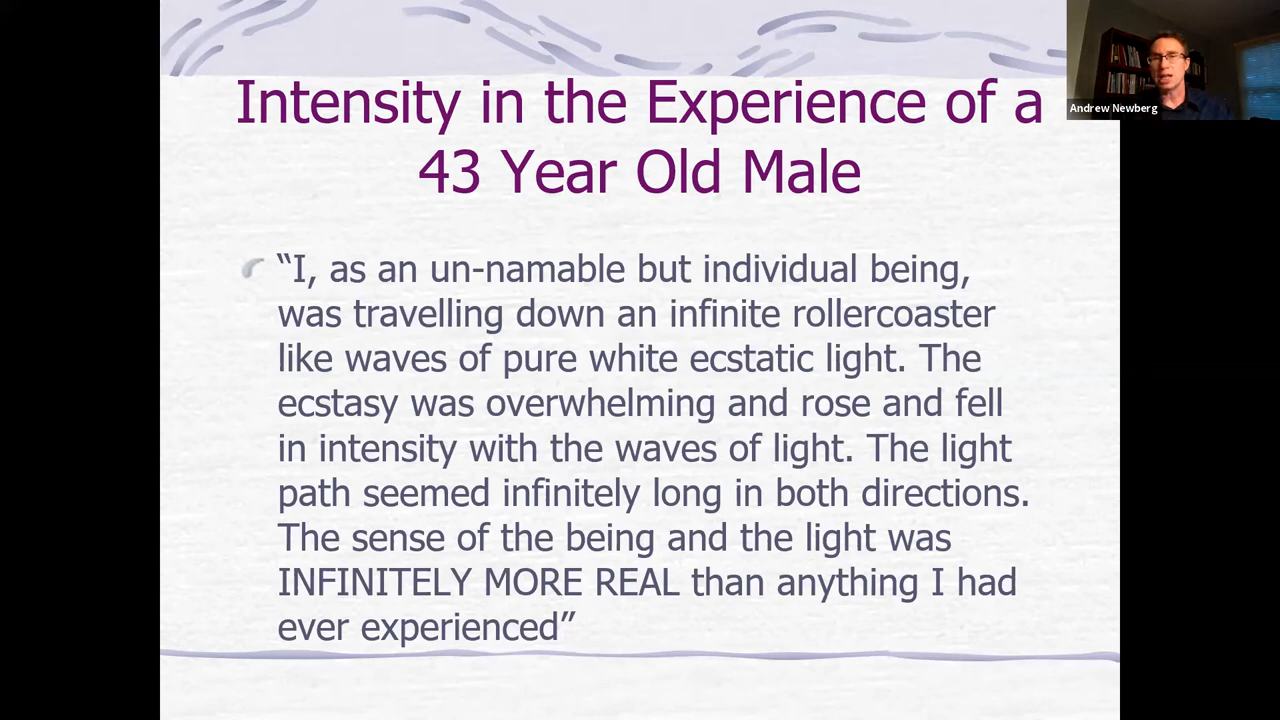 Intensity in the Experience of a
43 Year Old Male
Andrew Newberg
“I, as an un-namable but individual being,
was travelling down an infinite rollercoaster
like waves of pure white ecstatic light. The
ecstasy was overwhelming and rose and fell
in intensity with the waves of light. The light
path seemed infinitely long in both directions.
The sense of the being and the light was
INFINITELY MORE REAL than anything I had
ever experienced”